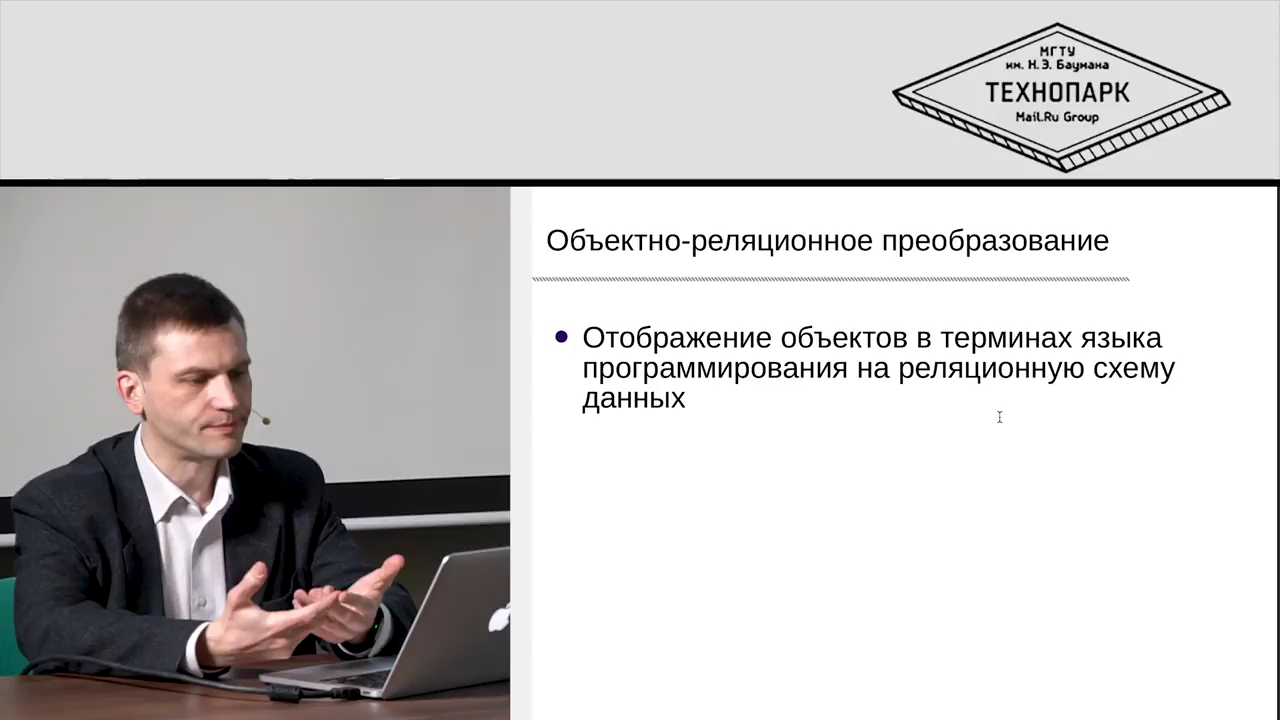 МГТУ
им. Н.Э. Баумана
ТЕХНОПАРК
Mail.Ru Group
Объектно-реляционное преобразование
Отображение объектов в терминах языка
программирования на реляционную схему
данных